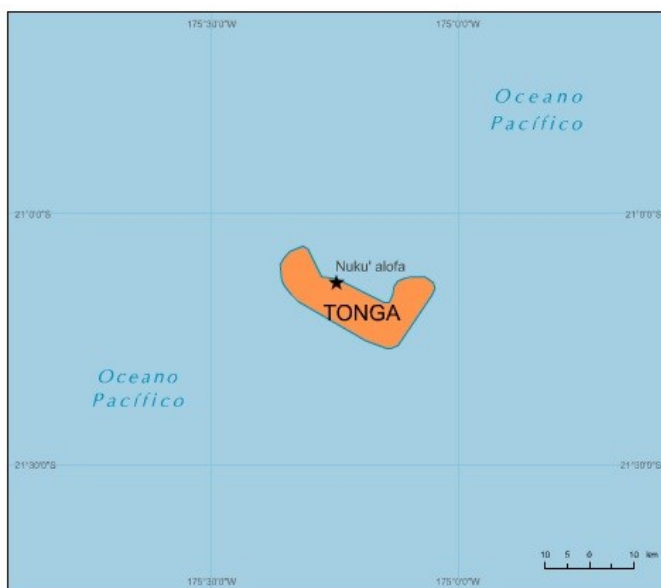 175°30'0"W 175°0'0"W
Oceano
Pacífico
21°0'0"S 21°0'0"S
Nuku' alofa
TONGA
Oceano
Pacífico
21°30'0"S 21°30'0"S
10 5 0 10 km
175°30'0"W 175°0'0"W